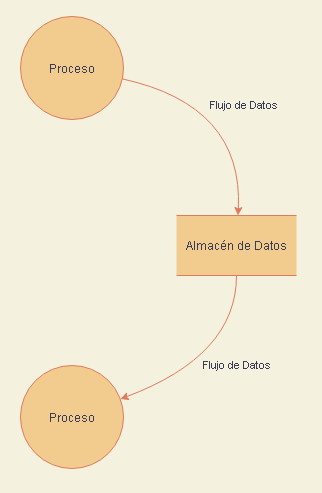 Proceso
Flujo de Datos
Almacén de Datos
Flujo de Datos
Proceso